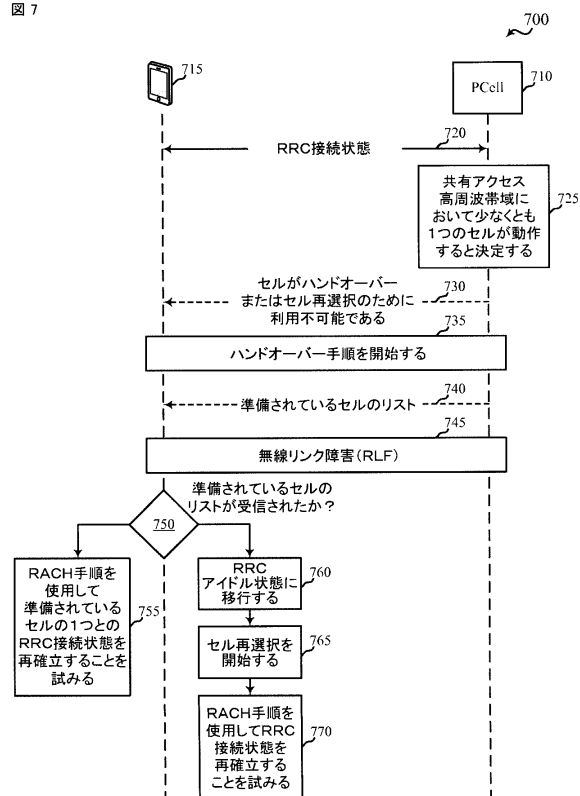 図 7
700
715
PCell
710
720
RRC接続状態
共有アクセス
高周波帯域に
おいて少なくとも
1つのセルが動作
すると決定する
725
セルがハンドオーバー
またはセル再選択のために
利用不可能である
730
735
ハンドオーバー手順を開始する
740
準備されているセルのリスト
745
無線リンク障害(RLF)
準備されているセルの
リストが受信されたか?
750
RACH手順を
使用して
準備されている
セルの1つとの
RRC接続状態を
再確立することを
試みる
755
RRC
アイドル状態に
移行する
760
セル再選択を
開始する
765
RACH手順を
使用してRRC
接続状態を
再確立する
ことを試みる
770